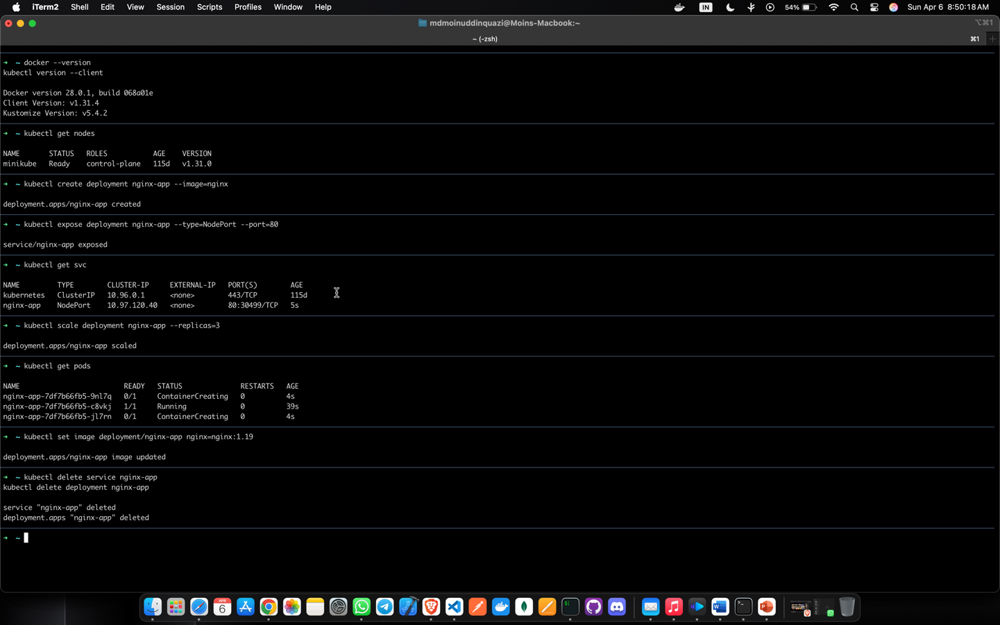 iTerm2 Shell Edit View Session Scripts Profiles Window Help IN 54% Sun Apr 6 8:50:18 AM
mdmoinuddinquazi@Moins-Macbook:~ ⌥⌘1
~ (-zsh) ⌘1 +
→ ~ docker --version
kubectl version --client
Docker version 28.0.1, build 068a01e
Client Version: v1.31.4
Kustomize Version: v5.4.2
→ ~ kubectl get nodes
NAME STATUS ROLES AGE VERSION
minikube Ready control-plane 115d v1.31.0
→ ~ kubectl create deployment nginx-app --image=nginx
deployment.apps/nginx-app created
→ ~ kubectl expose deployment nginx-app --type=NodePort --port=80
service/nginx-app exposed
→ ~ kubectl get svc
NAME TYPE CLUSTER-IP EXTERNAL-IP PORT(S) AGE
kubernetes ClusterIP 10.96.0.1 <none> 443/TCP 115d
nginx-app NodePort 10.97.120.40 <none> 80:30499/TCP 5s
→ ~ kubectl scale deployment nginx-app --replicas=3
deployment.apps/nginx-app scaled
→ ~ kubectl get pods
NAME READY STATUS RESTARTS AGE
nginx-app-7df7b66fb5-9nl7q 0/1 ContainerCreating 0 4s
nginx-app-7df7b66fb5-c8vkj 1/1 Running 0 39s
nginx-app-7df7b66fb5-jl7rn 0/1 ContainerCreating 0 4s
→ ~ kubectl set image deployment/nginx-app nginx=nginx:1.19
deployment.apps/nginx-app image updated
→ ~ kubectl delete service nginx-app
kubectl delete deployment nginx-app
service "nginx-app" deleted
deployment.apps "nginx-app" deleted
→ ~
APR
6